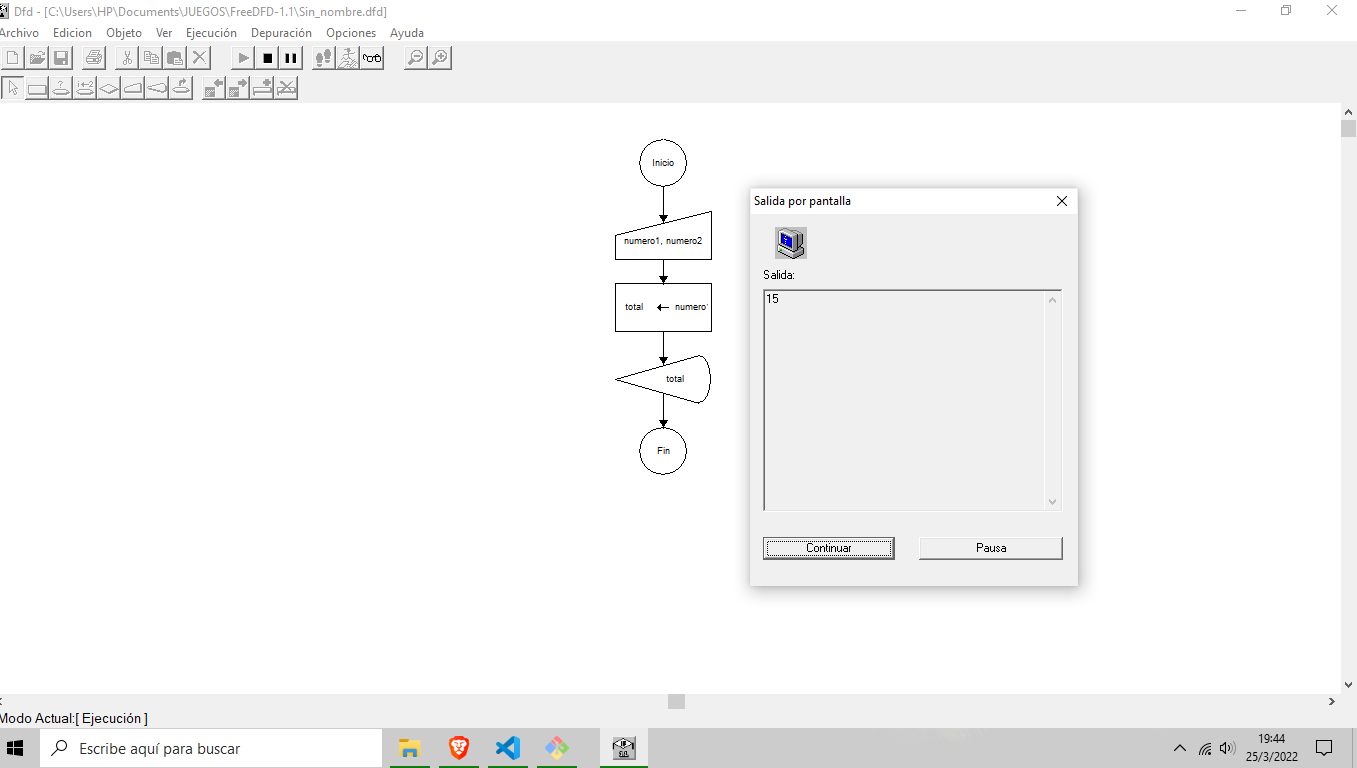 Dfd - [C:\Users\HP\Documents\JUEGOS\FreeDFD-1.1\Sin_nombre.dfd]
Archivo Edicion Objeto Ver Ejecución Depuración Opciones Ayuda
Inicio
numero1, numero2
total ← numero
total
Fin
Salida por pantalla
Salida:
15
Continuar Pausa
Modo Actual:[ Ejecución ]
Escribe aquí para buscar
19:44
25/3/2022